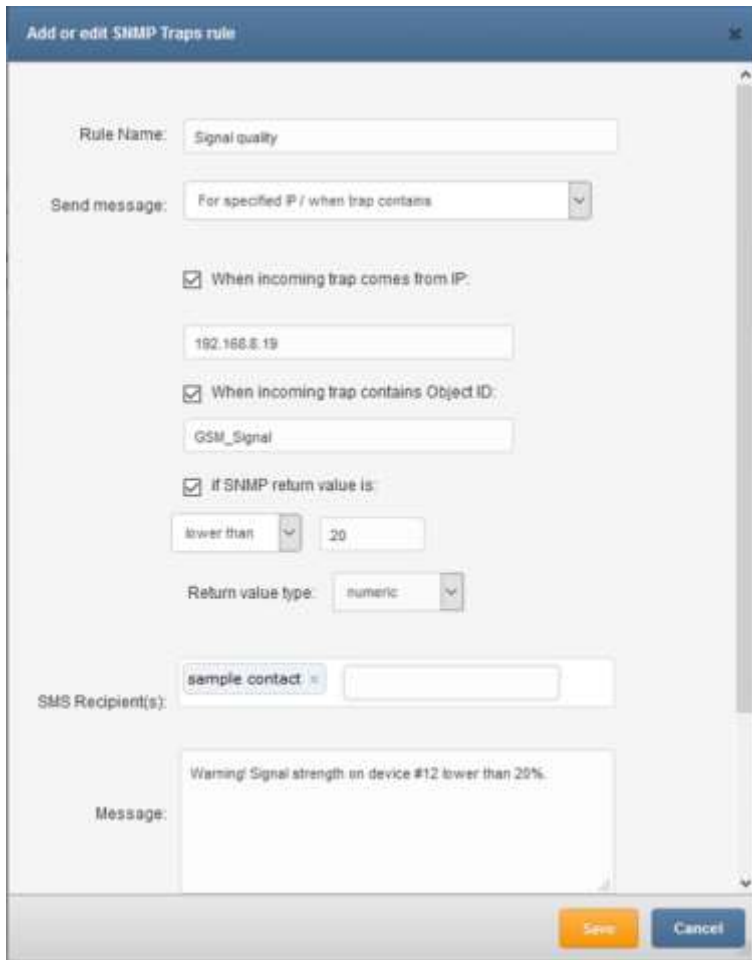 Add or edit SNMP Traps rule
Rule Name: Signal quality
Send message: For specified IP / when trap contains
When incoming trap comes from IP:
192.168.8.19
When incoming trap contains Object ID:
GSM_Signal
if SNMP return value is:
lower than 20
Return value type: numeric
SMS Recipient(s): sample contact ×
Message: Warning! Signal strength on device #12 lower than 20%.
Save Cancel